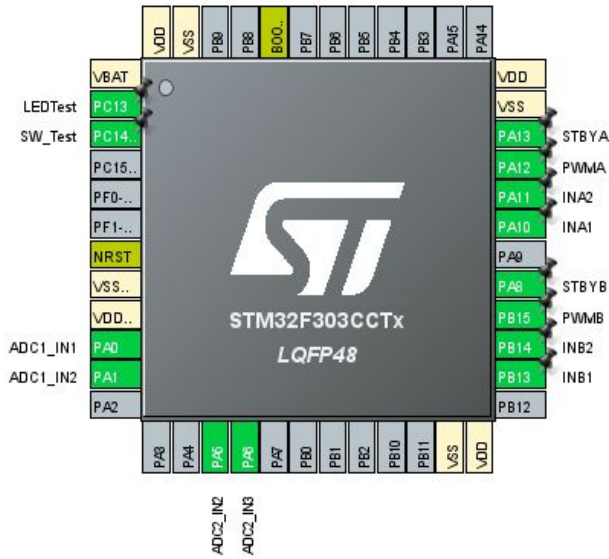 VDD
VSS
PB9
PB8
BOO..
PB7
PB6
PB5
PB4
PB3
PA15
PA14
VBAT
LEDTest PC13
SW_Test PC14..
PC15..
PF0-..
PF1-..
NRST
VSS..
VDD..
ADC1_IN1 PA0
ADC1_IN2 PA1
PA2
VDD
VSS
PA13 STBYA
PA12 PWMA
PA11 INA2
PA10 INA1
PA9
PA8 STBYB
PB15 PWMB
PB14 INB2
PB13 INB1
PB12
ST
STM32F303CCTx
LQFP48
PA3
PA4
PA5
PA6
PA7
PB0
PB1
PB2
PB10
PB11
VSS
VDD
ADC2_IN2
ADC2_IN3